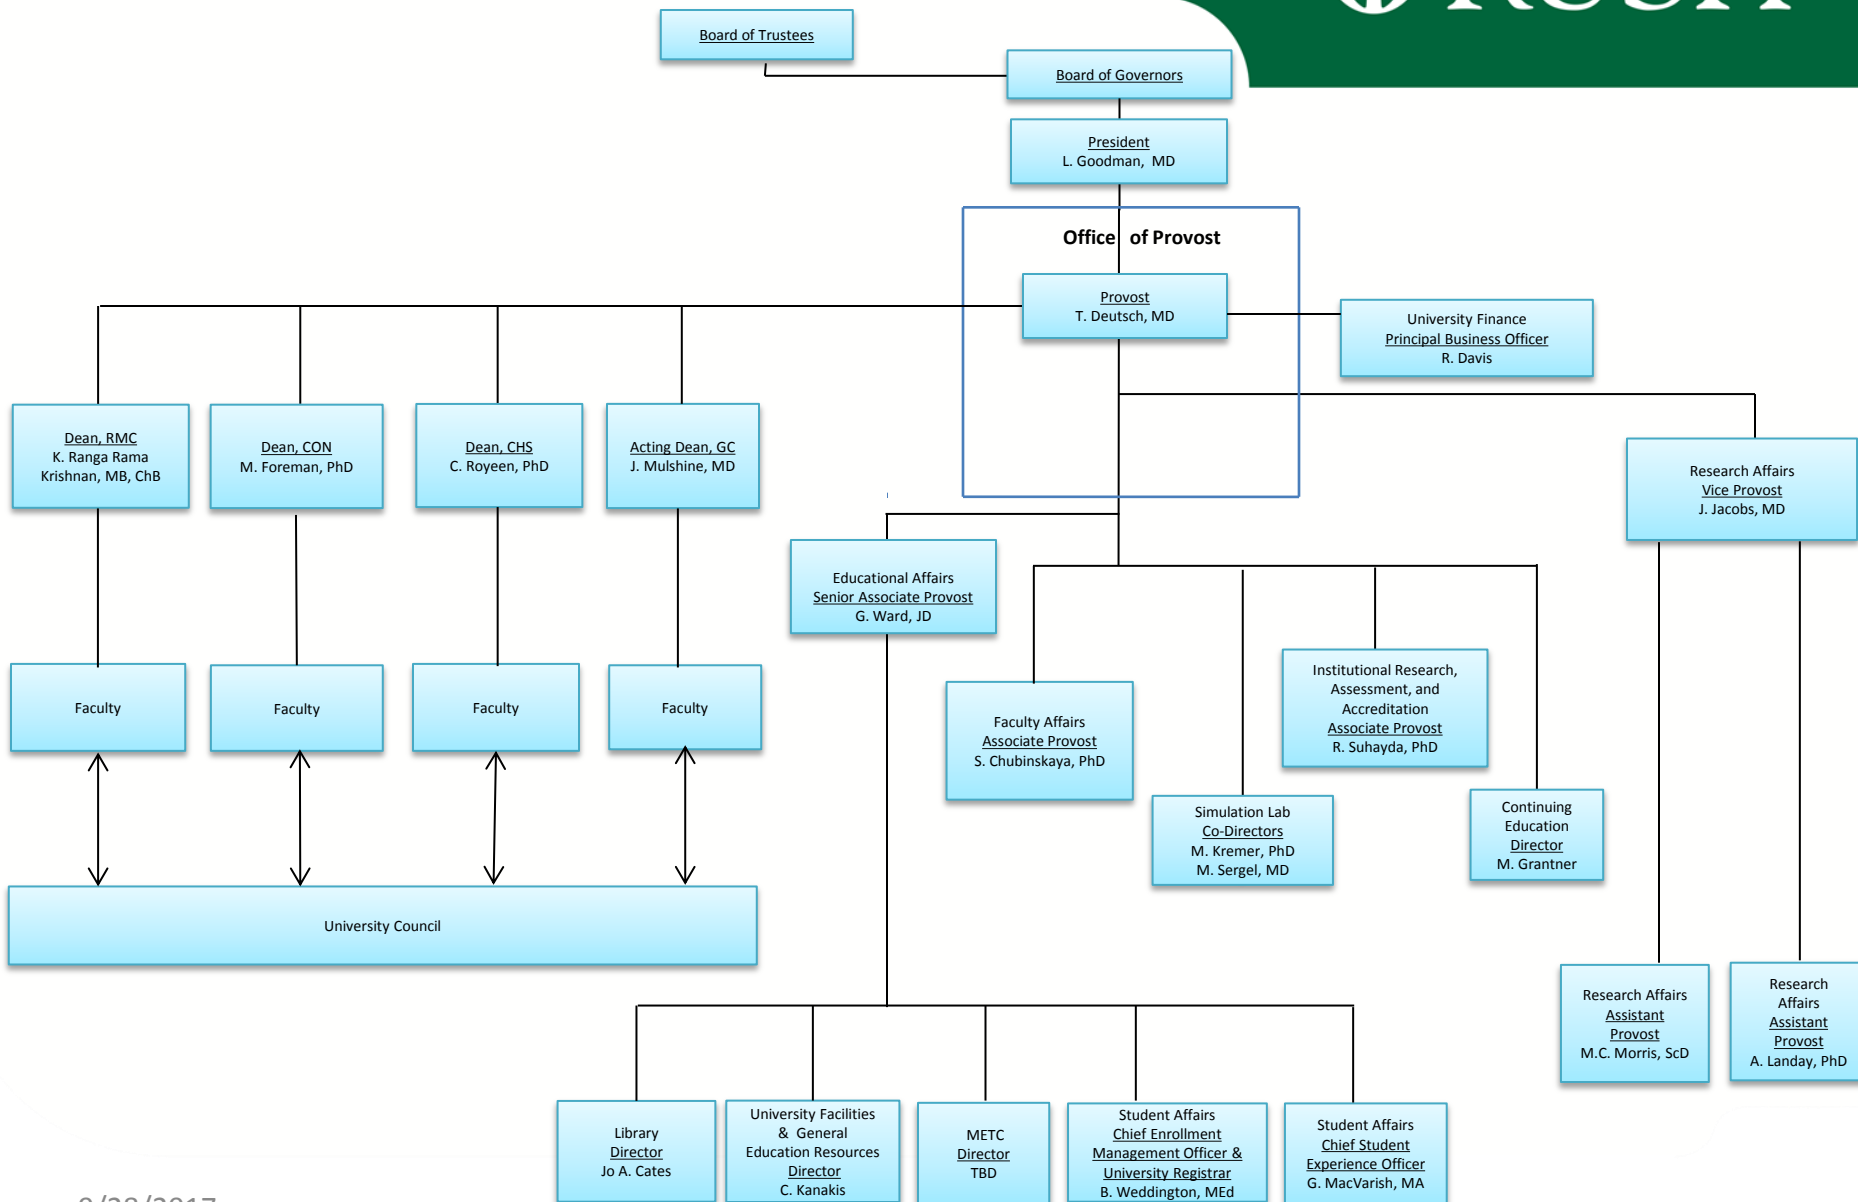 RUSH
Board of Trustees
Board of Governors
President
L. Goodman, MD
Office of Provost
Provost
T. Deutsch, MD
University Finance
Principal Business Officer
R. Davis
Dean, RMC
K. Ranga Rama
Krishnan, MB, ChB
Dean, CON
M. Foreman, PhD
Dean, CHS
C. Royeen, PhD
Acting Dean, GC
J. Mulshine, MD
Research Affairs
Vice Provost
J. Jacobs, MD
Educational Affairs
Senior Associate Provost
G. Ward, JD
Faculty
Faculty
Faculty
Faculty
Faculty Affairs
Associate Provost
S. Chubinskaya, PhD
Institutional Research,
Assessment, and
Accreditation
Associate Provost
R. Suhayda, PhD
Simulation Lab
Co-Directors
M. Kremer, PhD
M. Sergel, MD
Continuing
Education
Director
M. Grantner
University Council
Research Affairs
Assistant
Provost
M.C. Morris, ScD
Research
Affairs
Assistant
Provost
A. Landay, PhD
Library
Director
Jo A. Cates
University Facilities
& General
Education Resources
Director
C. Kanakis
METC
Director
TBD
Student Affairs
Chief Enrollment
Management Officer &
University Registrar
B. Weddington, MEd
Student Affairs
Chief Student
Experience Officer
G. MacVarish, MA